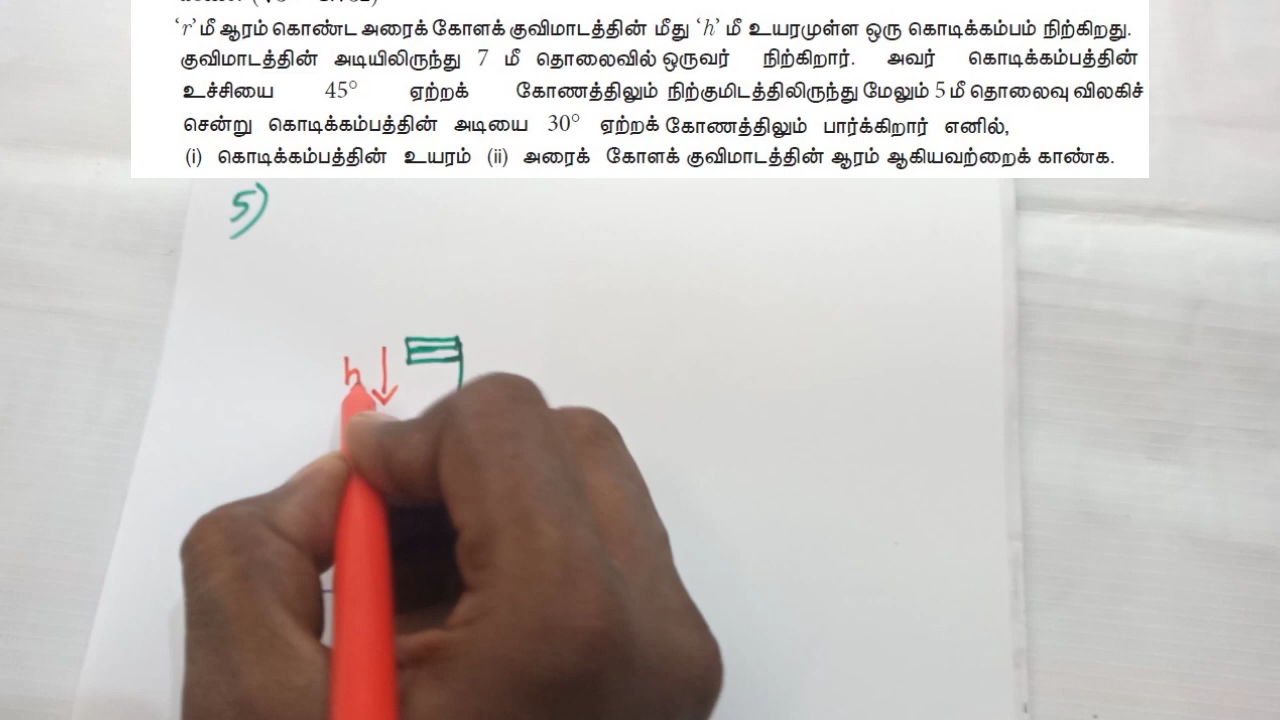 'r' மீ ஆரம் கொண்ட அரைக் கோளக் குவிமாடத்தின் மீது 'h' மீ உயரமுள்ள ஒரு கொடிக்கம்பம் நிற்கிறது.
குவிமாடத்தின் அடியிலிருந்து 7 மீ தொலைவில் ஒருவர் நிற்கிறார். அவர் கொடிக்கம்பத்தின்
உச்சியை 45° ஏற்றக் கோணத்திலும் நிற்குமிடத்திலிருந்து மேலும் 5 மீ தொலைவு விலகிச்
சென்று கொடிக்கம்பத்தின் அடியை 30° ஏற்றக் கோணத்திலும் பார்க்கிறார் எனில்,
(i) கொடிக்கம்பத்தின் உயரம் (ii) அரைக் கோளக் குவிமாடத்தின் ஆரம் ஆகியவற்றைக் காண்க.
5)
h